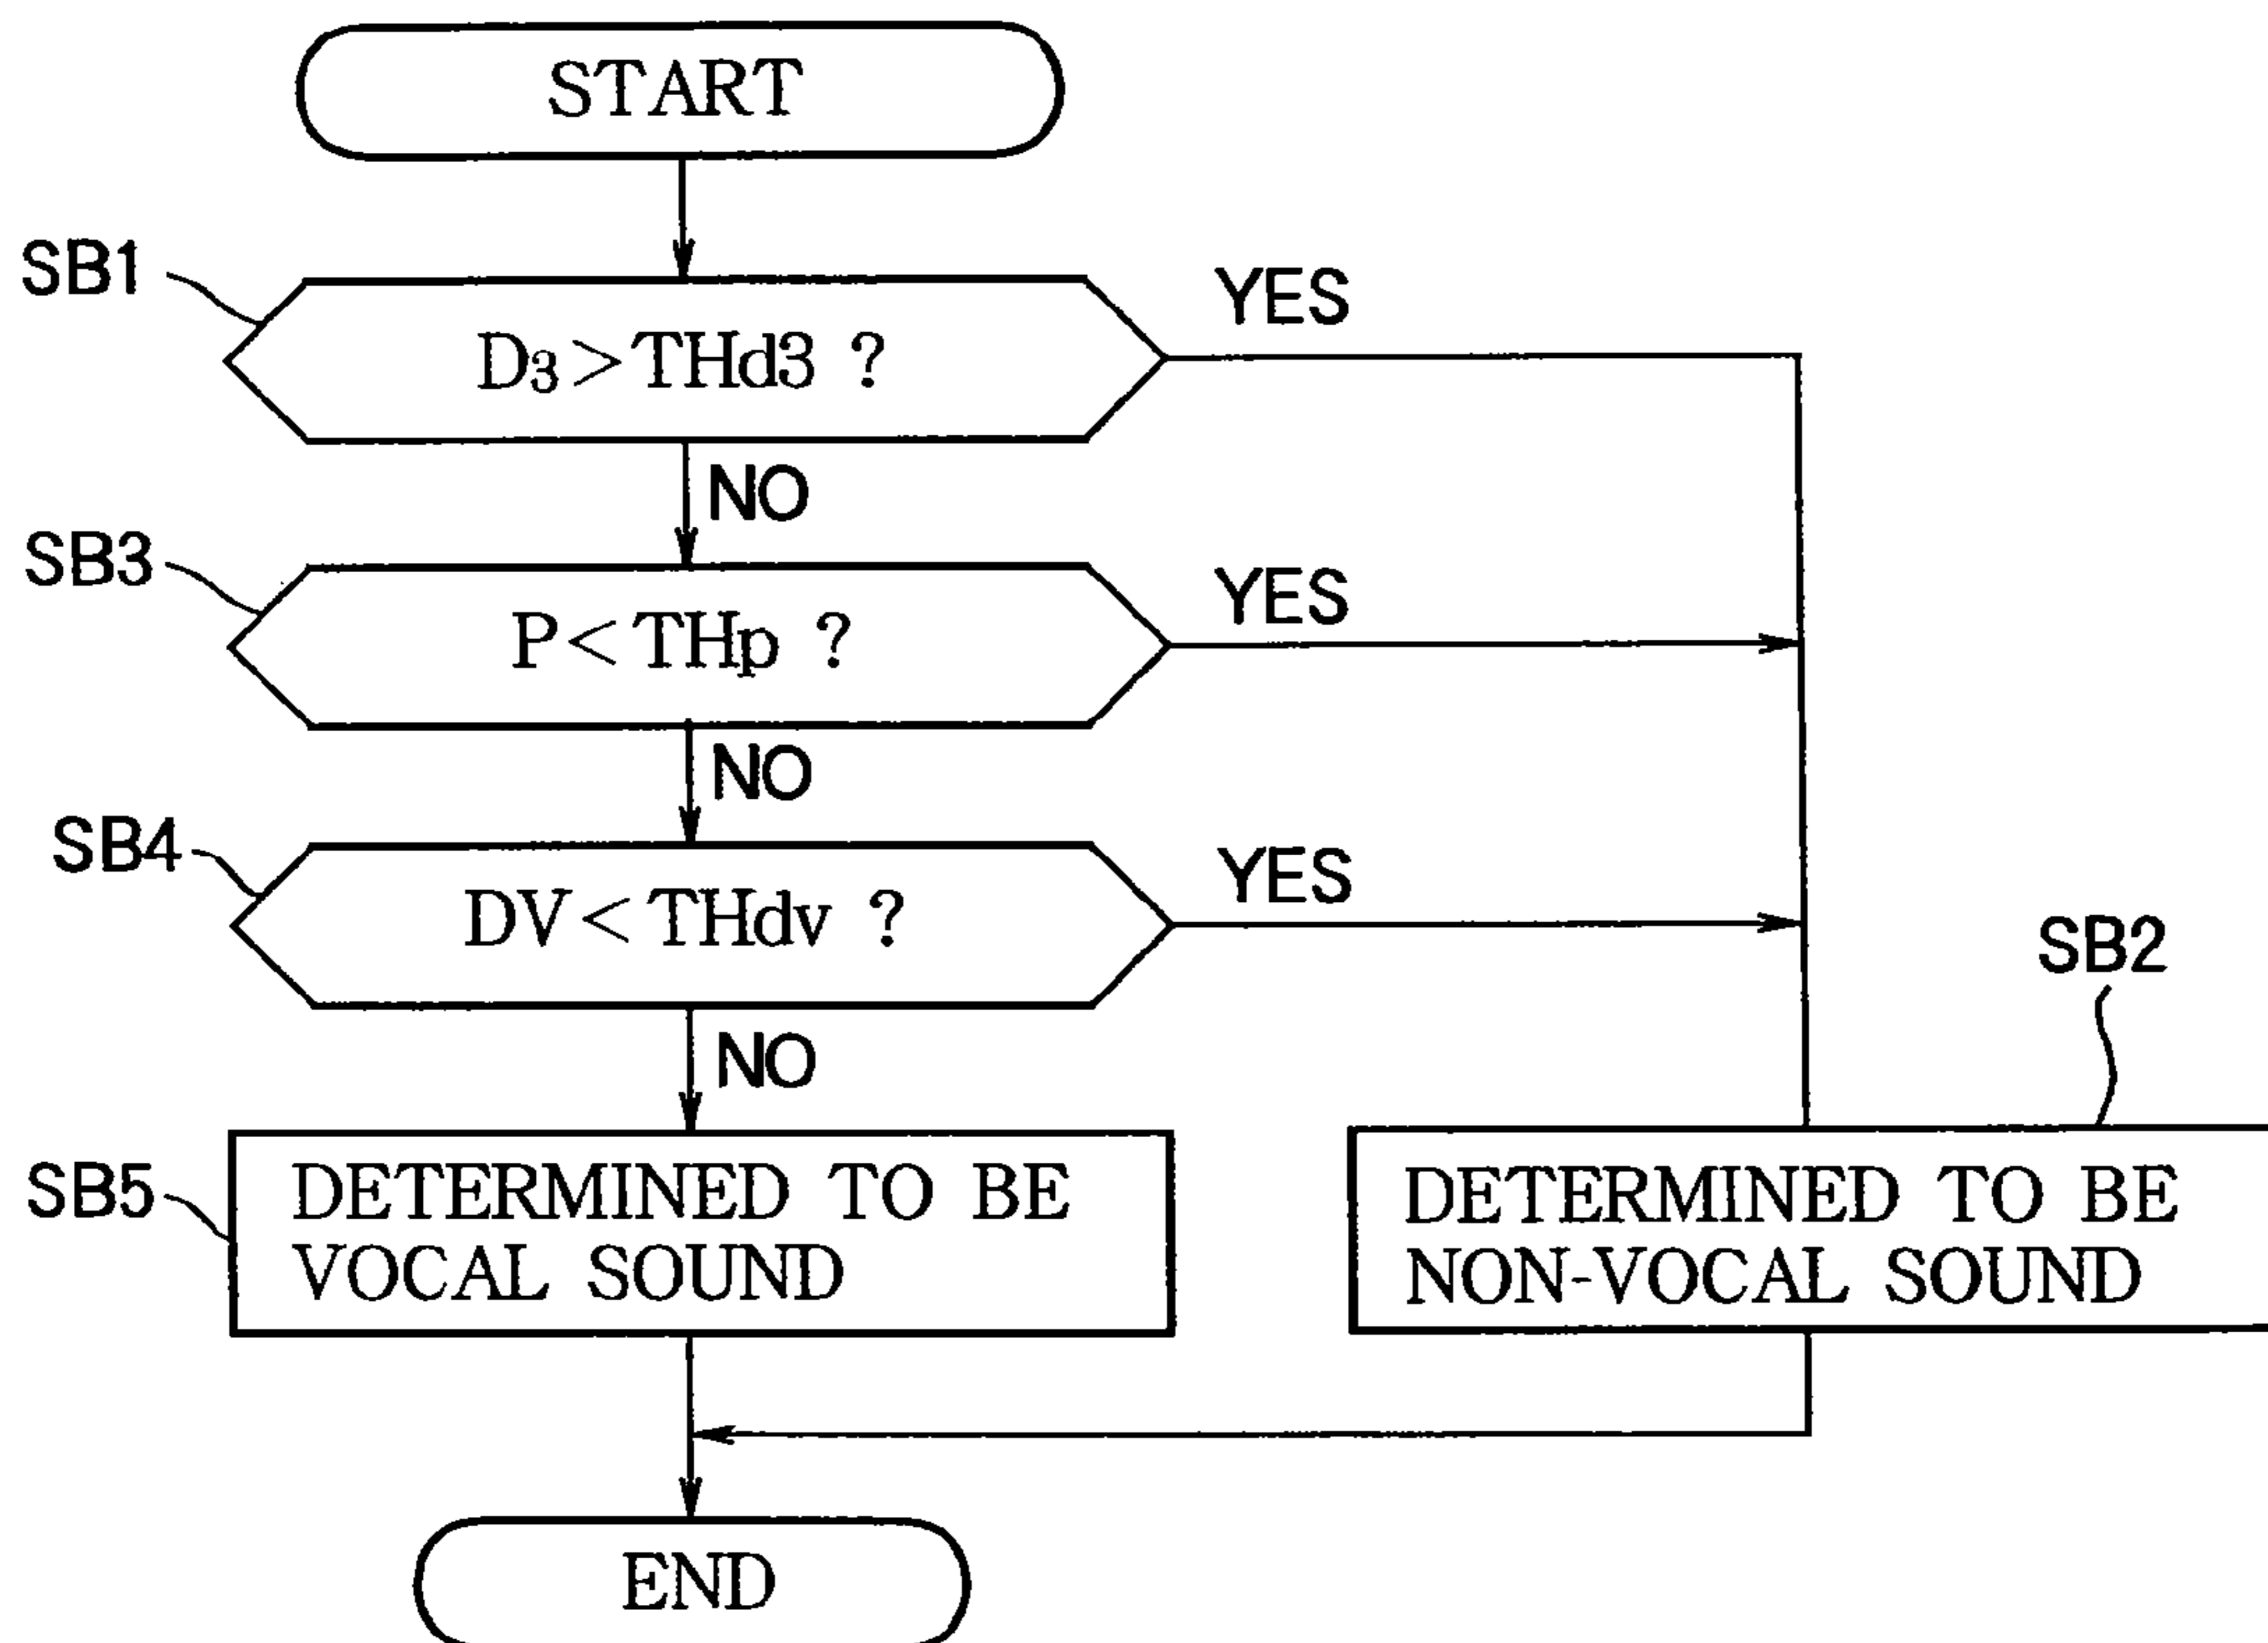 START
SB1
D₃>THd3 ?
YES
NO
SB3
P<THp ?
YES
NO
SB4
DV<THdv ?
YES
NO
SB2
SB5
DETERMINED TO BE
VOCAL SOUND
DETERMINED TO BE
NON-VOCAL SOUND
END